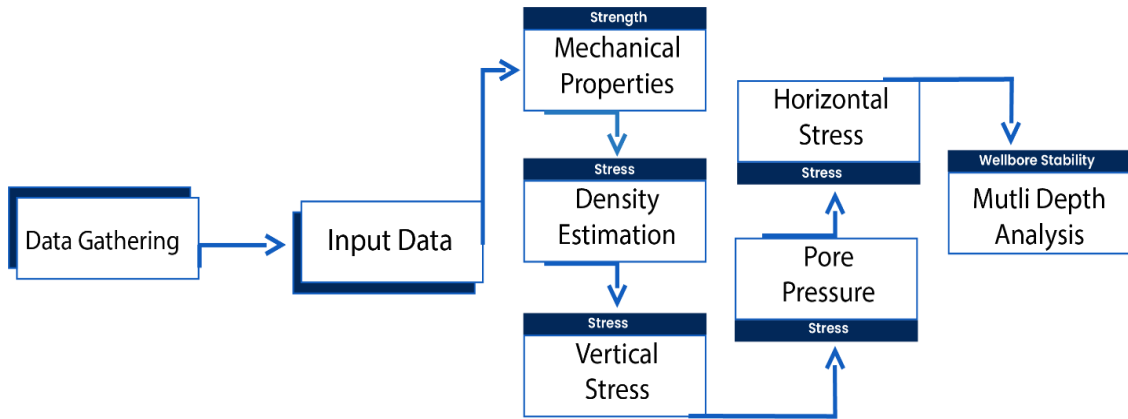 Data Gathering
Input Data
Strength
Mechanical
Properties
Stress
Density
Estimation
Stress
Vertical
Stress
Pore
Pressure
Stress
Horizontal
Stress
Stress
Wellbore Stability
Mutli Depth
Analysis